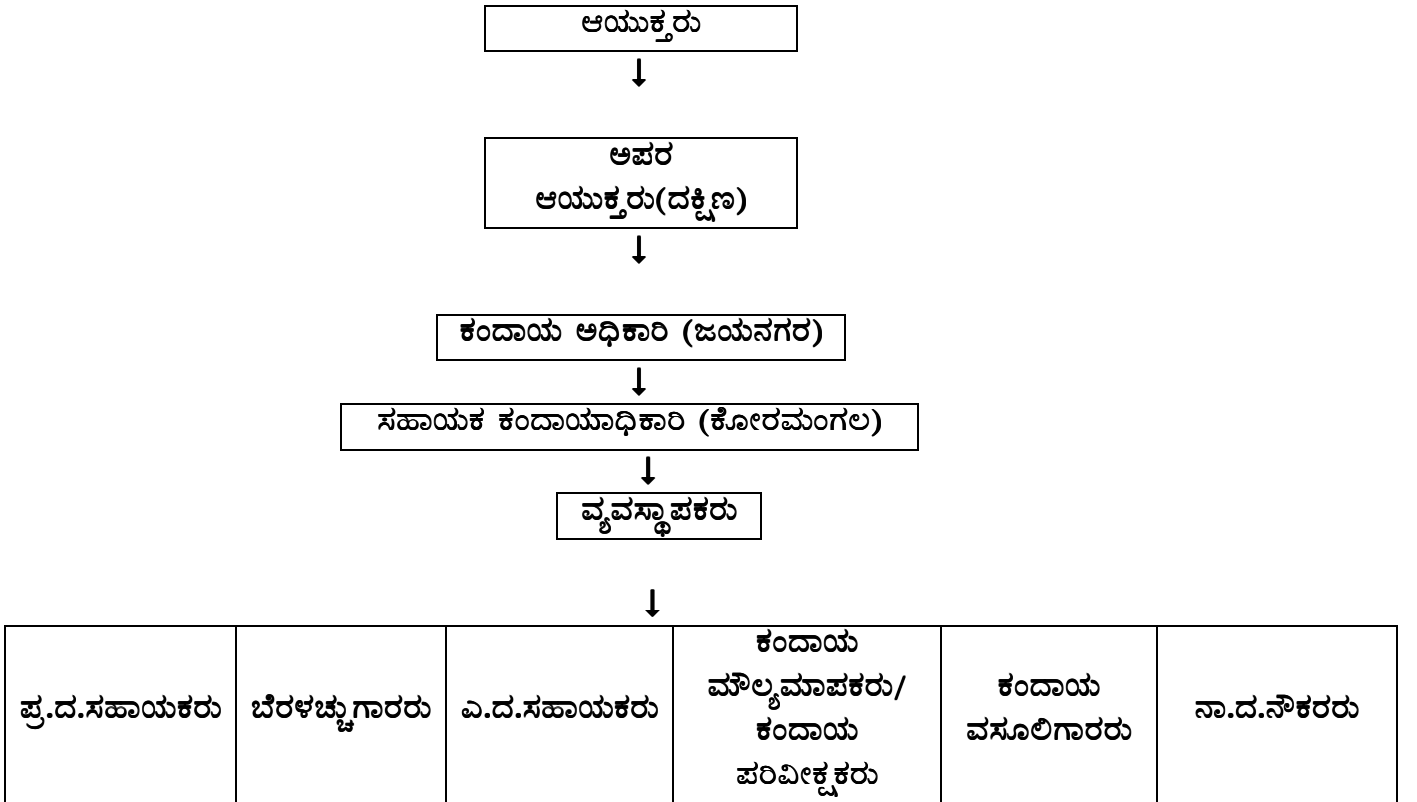 ಆಯುಕ್ತರು
ಅಪರ
ಆಯುಕ್ತರು(ದಕ್ಷಿಣ)
ಕಂದಾಯ ಅಧಿಕಾರಿ (ಜಯನಗರ)
ಸಹಾಯಕ ಕಂದಾಯಾಧಿಕಾರಿ (ಕೋರಮಂಗಲ)
ವ್ಯವಸ್ಥಾಪಕರು
ಪ್ರ.ದ.ಸಹಾಯಕರು
ಬೆರಳಚ್ಚುಗಾರರು
ಎ.ದ.ಸಹಾಯಕರು
ಕಂದಾಯ
ಮೌಲ್ಯಮಾಪಕರು/
ಕಂದಾಯ
ಪರಿವೀಕ್ಷಕರು
ಕಂದಾಯ
ವಸೂಲಿಗಾರರು
ನಾ.ದ.ನೌಕರರು